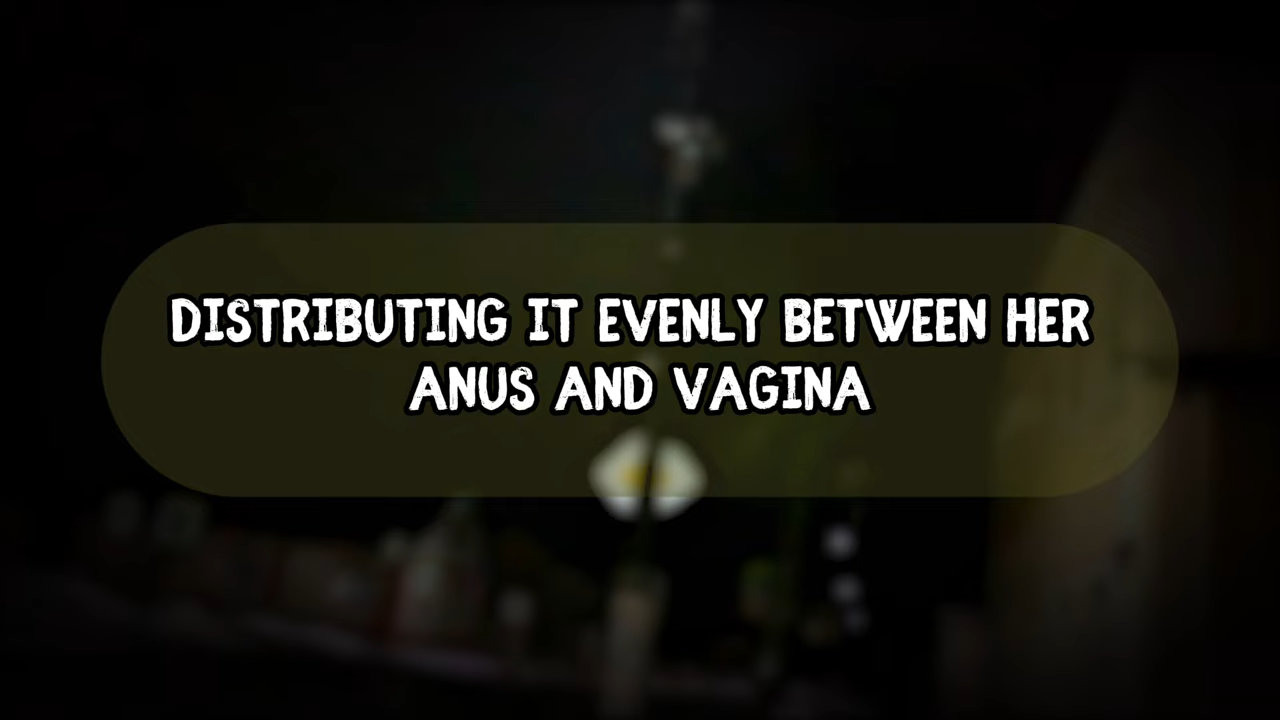 DISTRIBUTING IT EVENLY BETWEEN HER
ANUS AND VAGINA